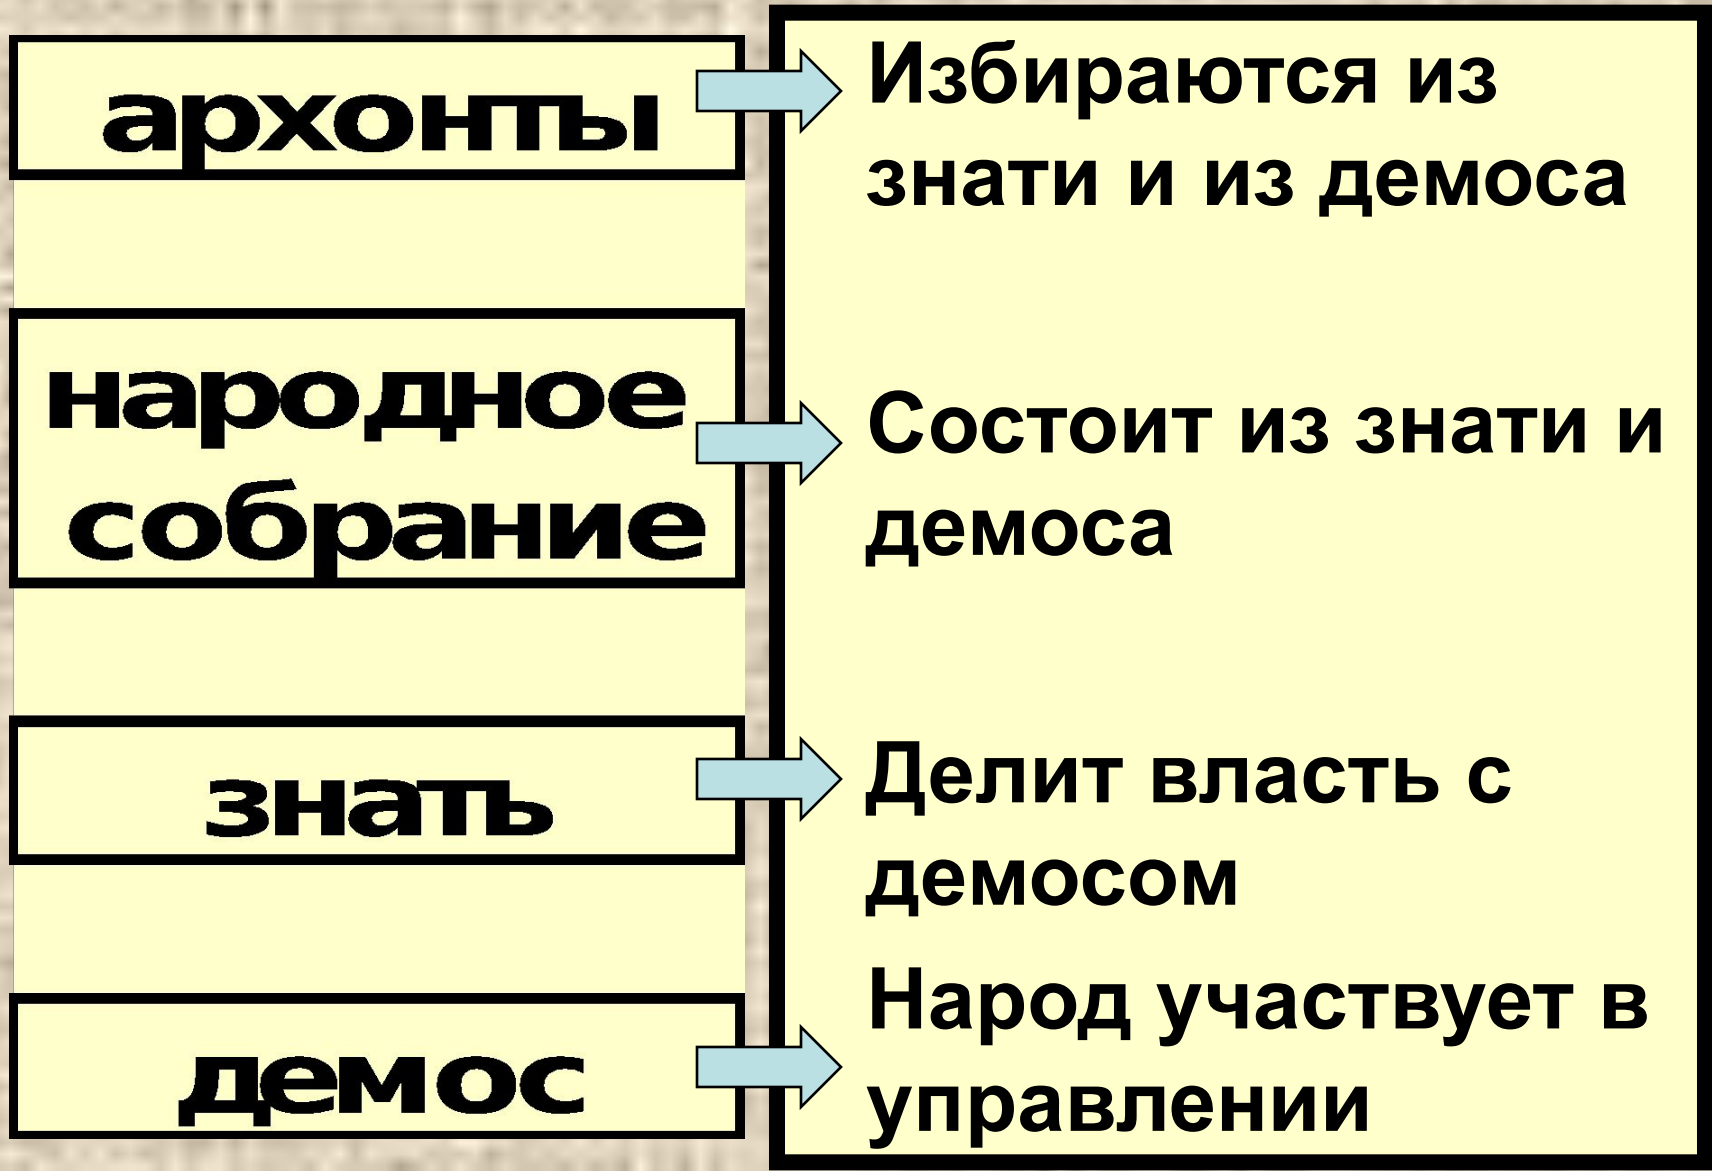 архонты
Избираются из
знати и из демоса
народное
собрание
Состоит из знати и
демоса
знать
Делит власть с
демосом
демос
Народ участвует в
управлении